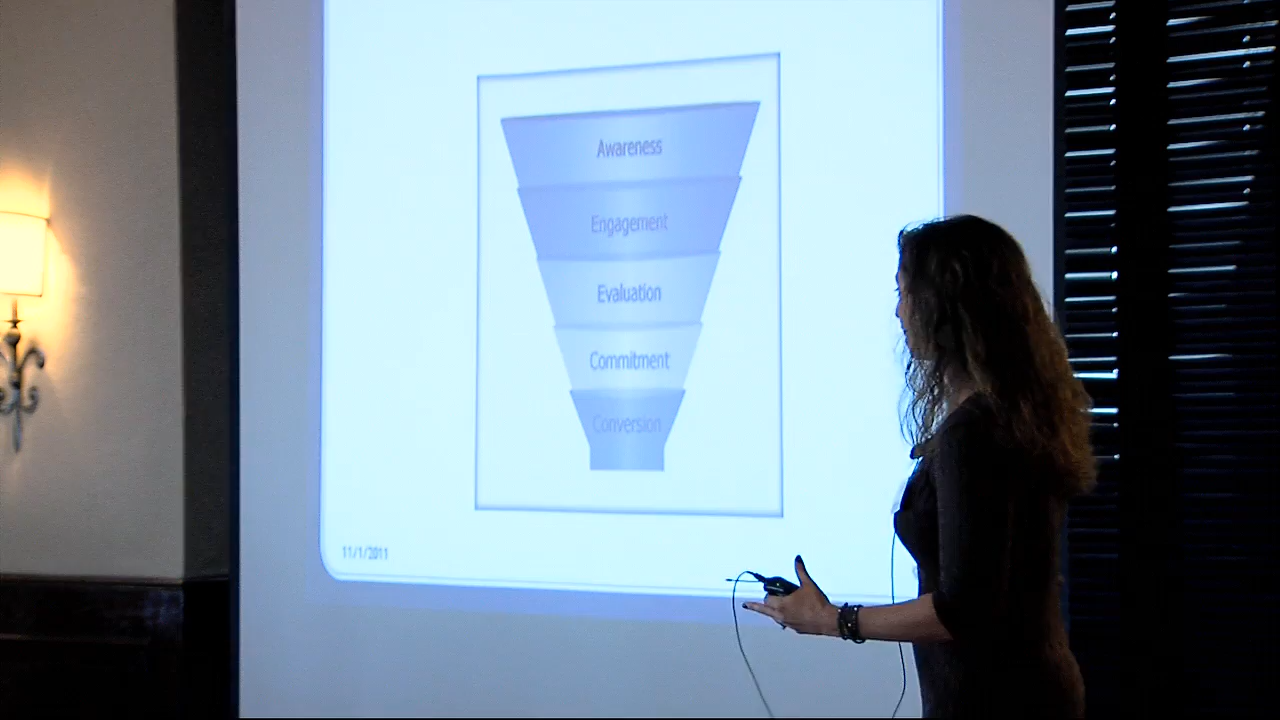 Awareness
Engagement
Evaluation
Commitment
Conversion
11/1/2011